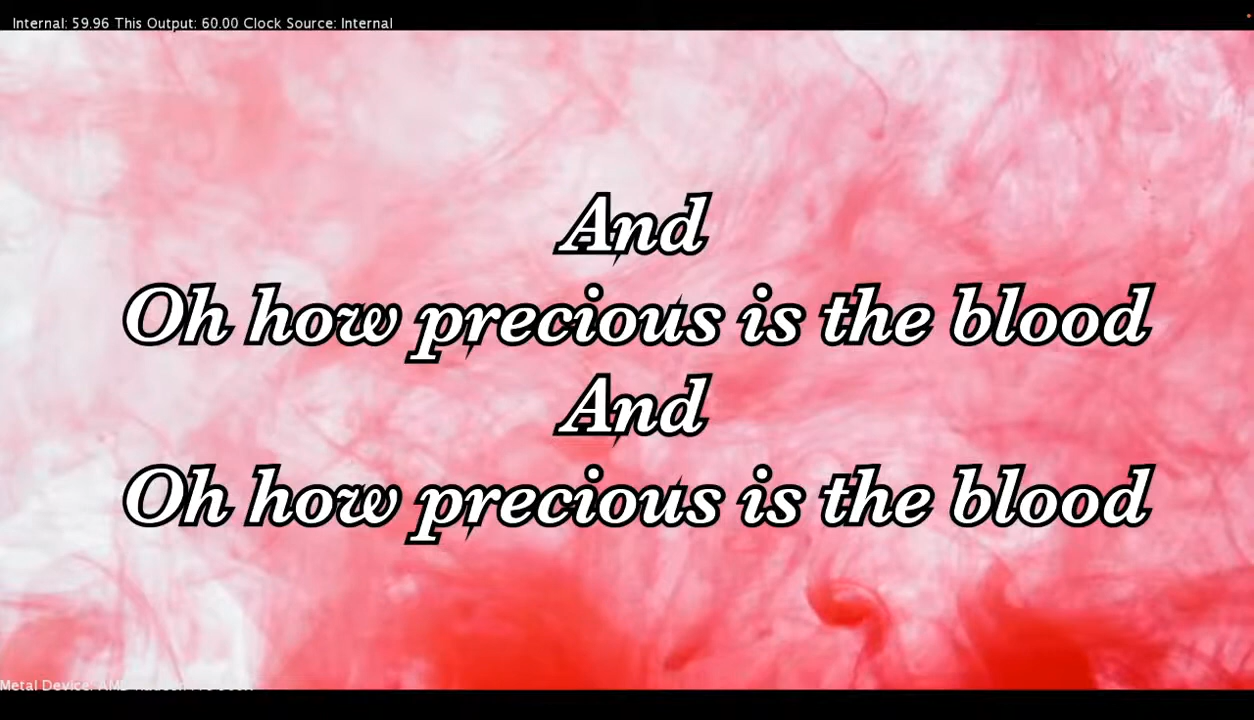 Internal: 59.96 This Output: 60.00 Clock Source: Internal
And
Oh how precious is the blood
And
Oh how precious is the blood
Metal Device: AMD Radeon Pro